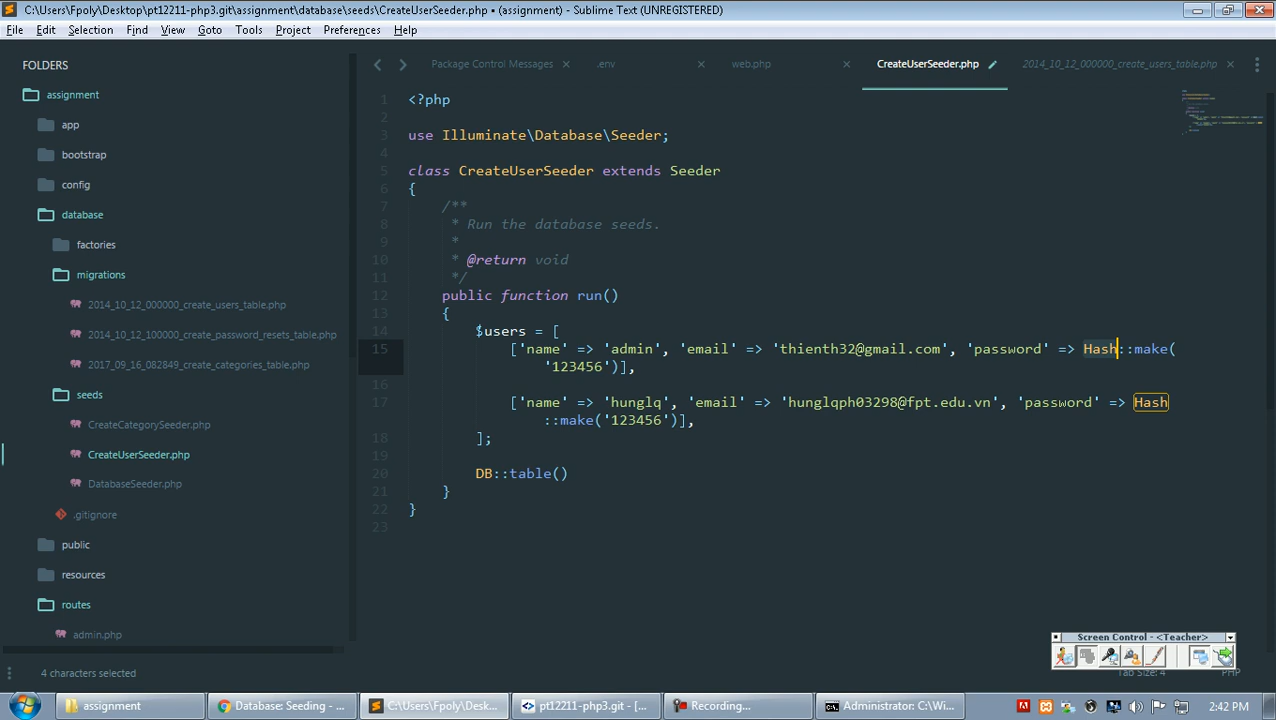 C:\Users\Fpoly\Desktop\pt12211-php3.git\assignment\database\seeds\CreateUserSeeder.php • (assignment) - Sublime Text (UNREGISTERED)
File Edit Selection Find View Goto Tools Project Preferences Help
FOLDERS
assignment
app
bootstrap
config
database
factories
migrations
2014_10_12_000000_create_users_table.php
2014_10_12_100000_create_password_resets_table.php
2017_09_16_082849_create_categories_table.php
seeds
CreateCategorySeeder.php
CreateUserSeeder.php
DatabaseSeeder.php
.gitignore
public
resources
routes
admin.php
Package Control Messages .env web.php CreateUserSeeder.php 2014_10_12_000000_create_users_table.php
1 <?php
2
3 use Illuminate\Database\Seeder;
4
5 class CreateUserSeeder extends Seeder
6 {
7 /**
8 * Run the database seeds.
9 *
10 * @return void
11 */
12 public function run()
13 {
14 $users = [
15 ['name' => 'admin', 'email' => 'thienth32@gmail.com', 'password' => Hash::make(
'123456')],
16
17 ['name' => 'hunglq', 'email' => 'hunglqph03298@fpt.edu.vn', 'password' => Hash
::make('123456')],
18 ];
19
20 DB::table()
21 }
22 }
23
Screen Control - <Teacher>
4 characters selected
Tab Size: 4 PHP
assignment
Database: Seeding - ...
C:\Users\Fpoly\Desk...
pt12211-php3.git - [...
Recording...
Administrator: C:\Wi...
2:42 PM